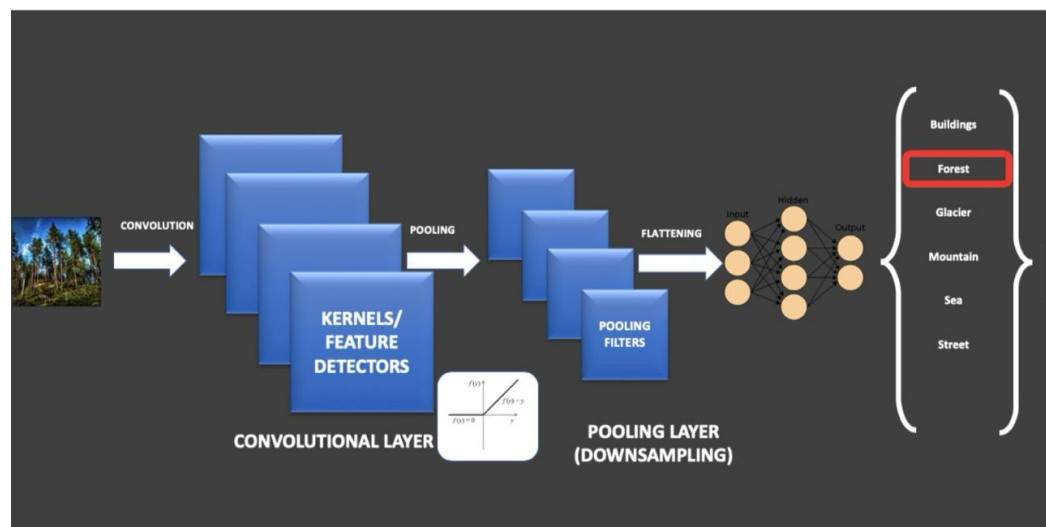 CONVOLUTION
KERNELS/
FEATURE
DETECTORS
f(y)
f(y)=y
f(y)=0
y
CONVOLUTIONAL LAYER
POOLING
POOLING
FILTERS
POOLING LAYER
(DOWNSAMPLING)
FLATTENING
Input
Hidden
Output
Buildings
Forest
Glacier
Mountain
Sea
Street